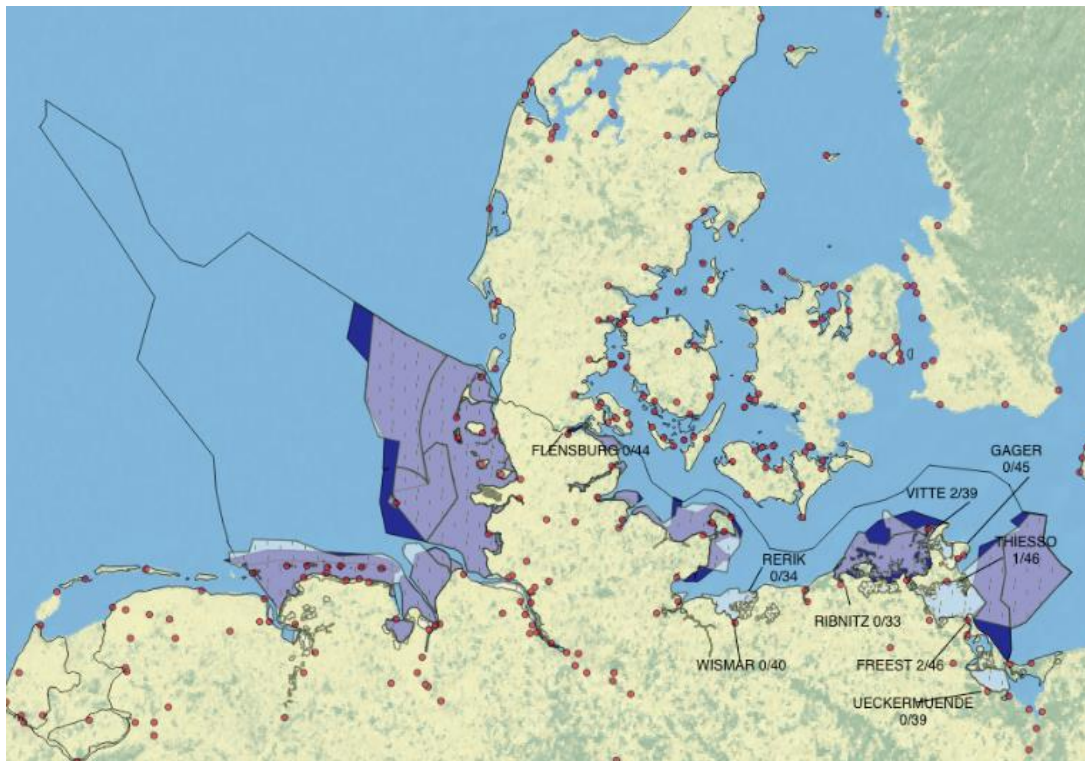 FLENSBURG 0/44
GAGER
0/45
VITTE 2/39
THIESSO
1/46
RERIK
0/34
RIBNITZ 0/33
WISMAR 0/40
FREEST 2/46
UECKERMUENDE
0/39